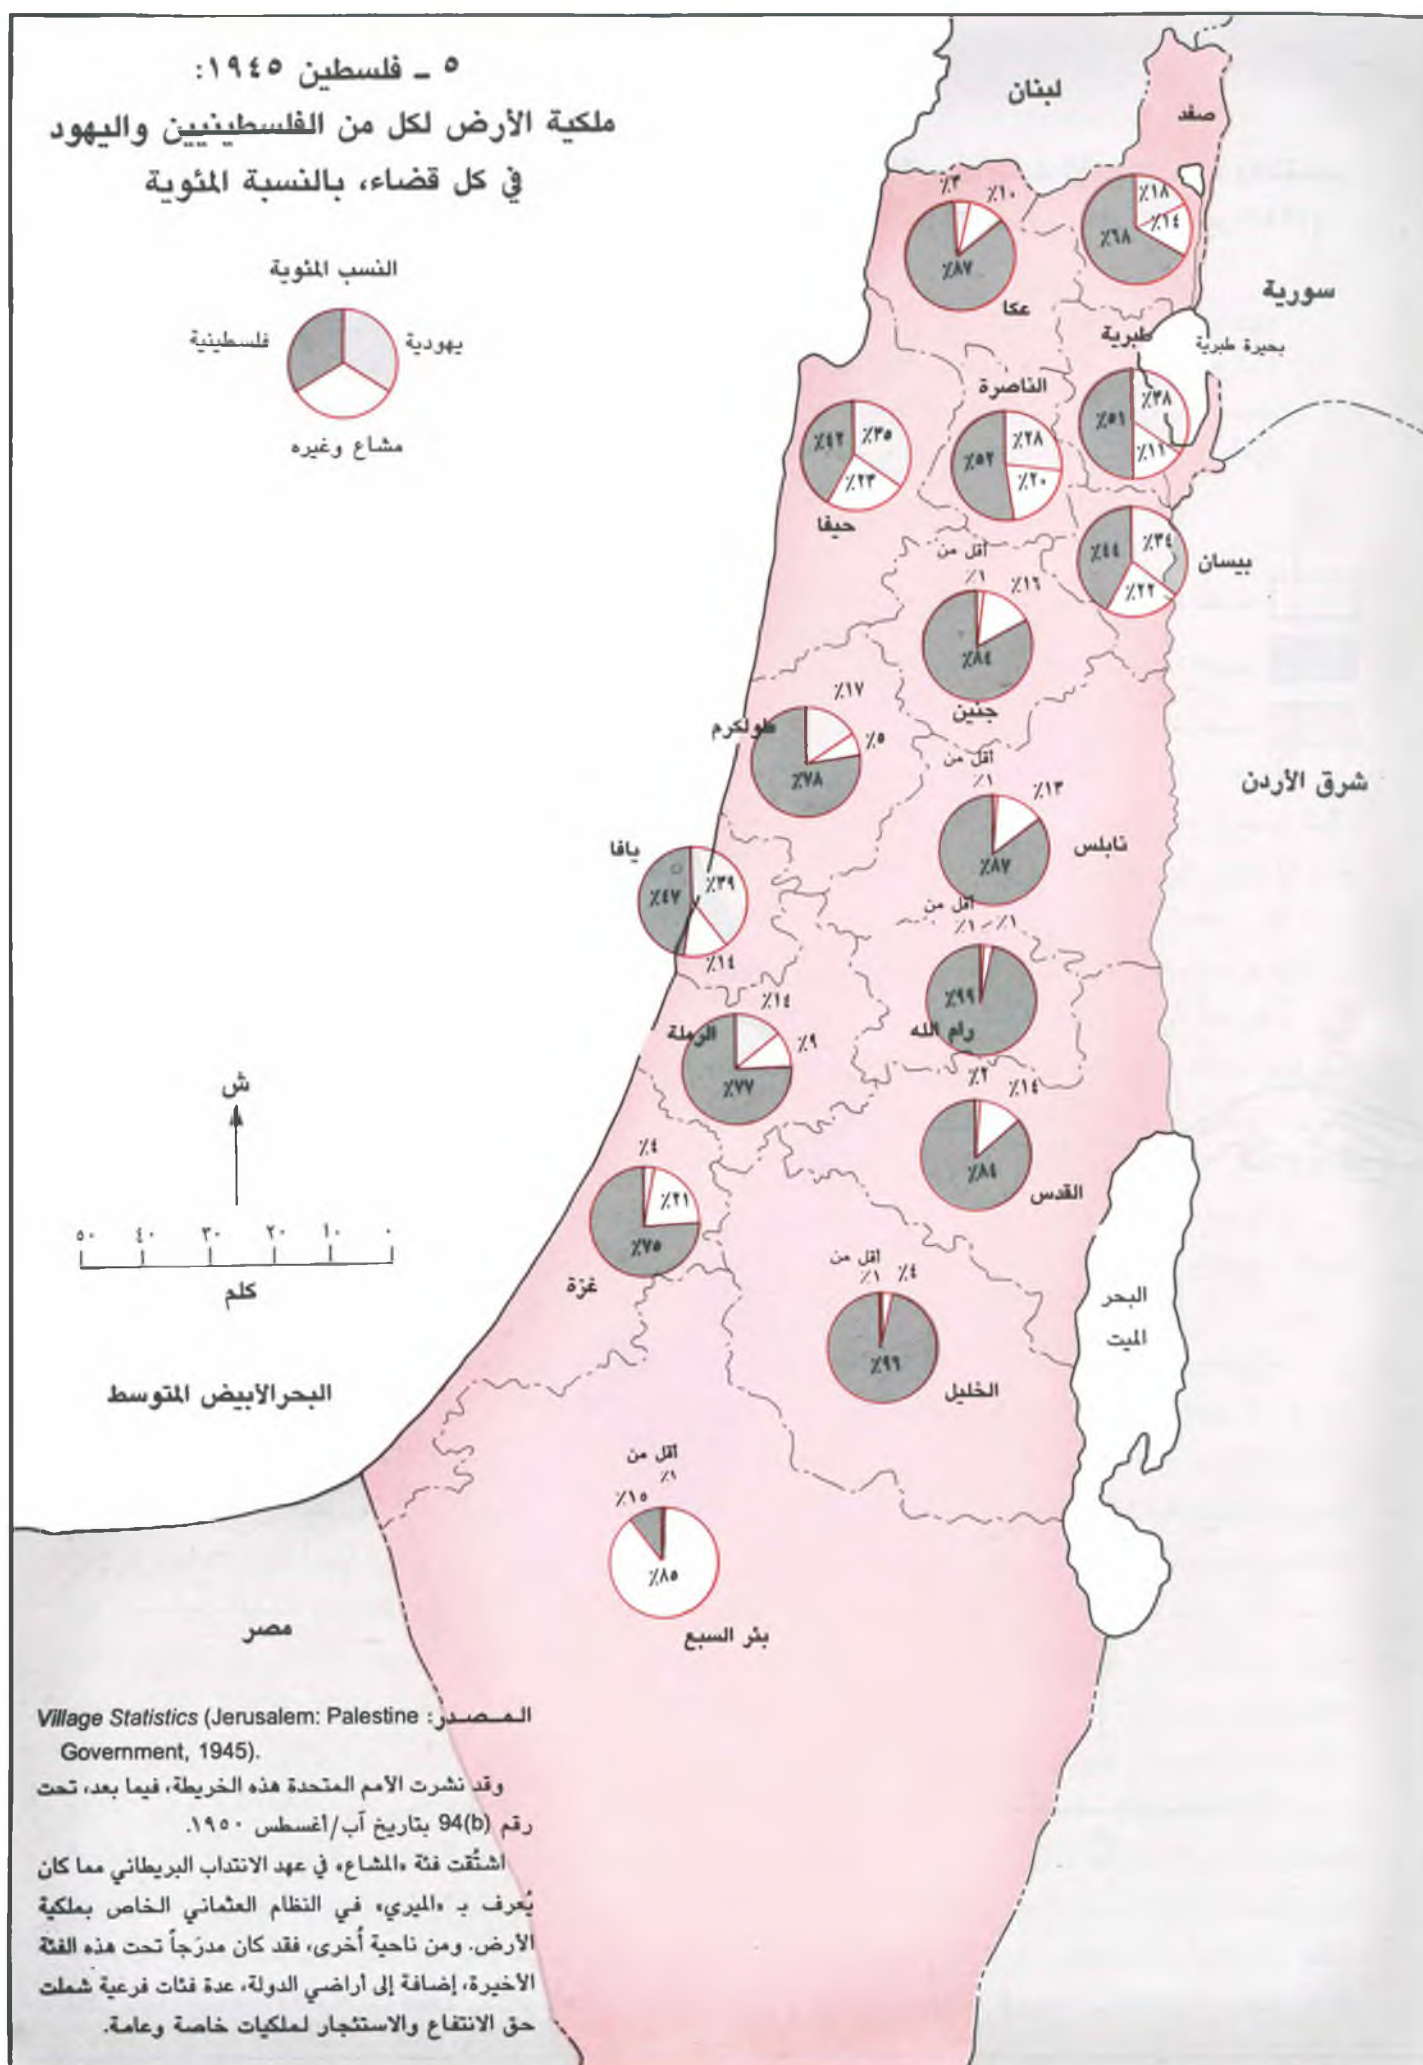 ٥ ــ فلسطين ١٩٤٥:
ملكية الأرض لكل من الفلسطينيين واليهود
في كل قضاء، بالنسبة المئوية
النسب المئوية
فلسطينية
يهودية
مشاع وغيره
لبنان
صفد
٪١٨
٪١٤
٪٦٨
٪٣
٪١٠
٪٨٧
عكا
سورية
طبرية
بحيرة طبرية
٪٣٨
٪٥١
٪١١
الناصرة
٪٢٨
٪٥٢
٪٢٠
٪٤٢
٪٣٥
٪٢٣
حيفا
٪٣٤
٪٤٤
٪٢٢
بيسان
أقل من
٪١
٪١٦
٪٨٤
جنين
٪١٧
طولكرم
٪٥
٪٧٨
أقل من
٪١
٪١٣
٪٨٧
نابلس
شرق الأردن
يافا
٪٣٩
٪٤٧
٪١٤
أقل من
٪١
٪١
٪٩٩
رام الله
٪١٤
الرملة
٪٩
٪٧٧
٪٢
٪١٤
٪٨٤
القدس
٪٤
٪٢١
٪٧٥
غزة
أقل من
٪١
٪٤
٪٩٦
الخليل
البحر
الميت
ش
٥٠ ٤٠ ٣٠ ٢٠ ١٠ ٠
كلم
البحر الأبيض المتوسط
أقل من
٪١
٪١٥
٪٨٥
بئر السبع
مصر
المــصــدر: Village Statistics (Jerusalem: Palestine
Government, 1945).
وقد نشرت الأمم المتحدة هذه الخريطة، فيما بعد، تحت
رقم 94(b) بتاريخ آب/أغسطس ١٩٥٠.
اشتُقت فئة «المشاع» في عهد الانتداب البريطاني مما كان
يُعرف بـ «الميري» في النظام العثماني الخاص بملكية
الأرض. ومن ناحية أُخرى، فقد كان مدرَجاً تحت هذه الفئة
الأخيرة، إضافة إلى أراضي الدولة، عدة فئات فرعية شملت
حق الانتفاع والاستئجار لملكيات خاصة وعامة.